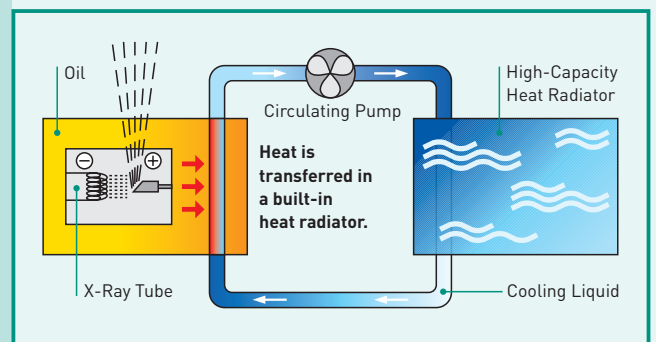 Oil
Circulating Pump
High-Capacity
Heat Radiator
⊖
⊕
Heat is
transferred in
a built-in
heat radiator.
X-Ray Tube
Cooling Liquid